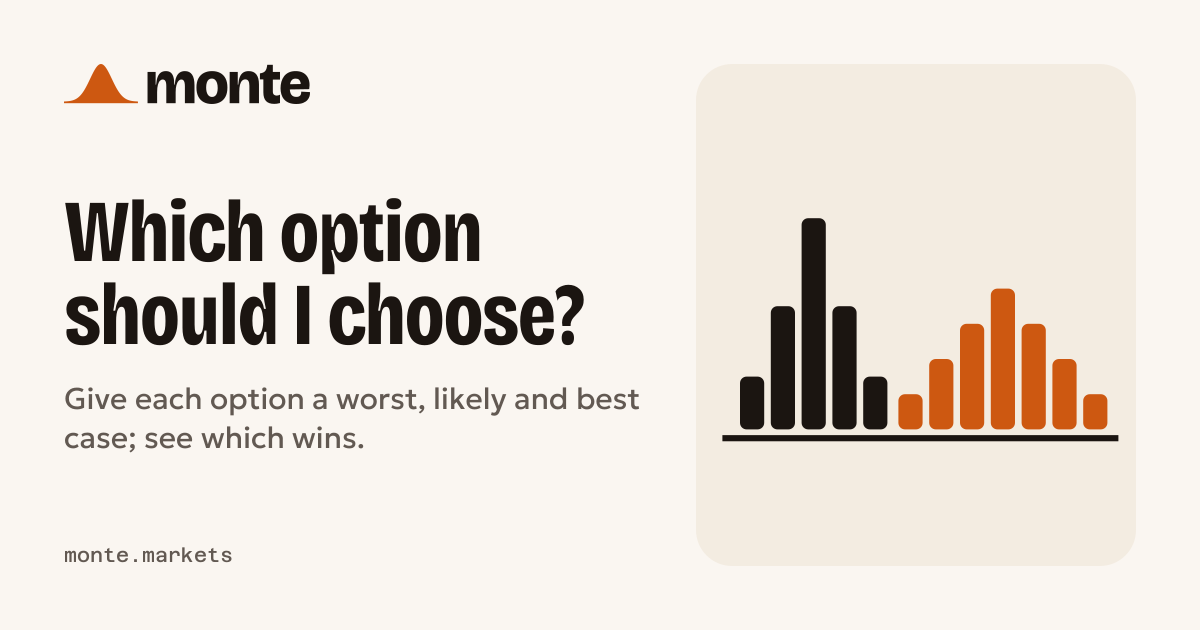 monte
Which option
should I choose?
Give each option a worst, likely and best
case; see which wins.
monte.markets